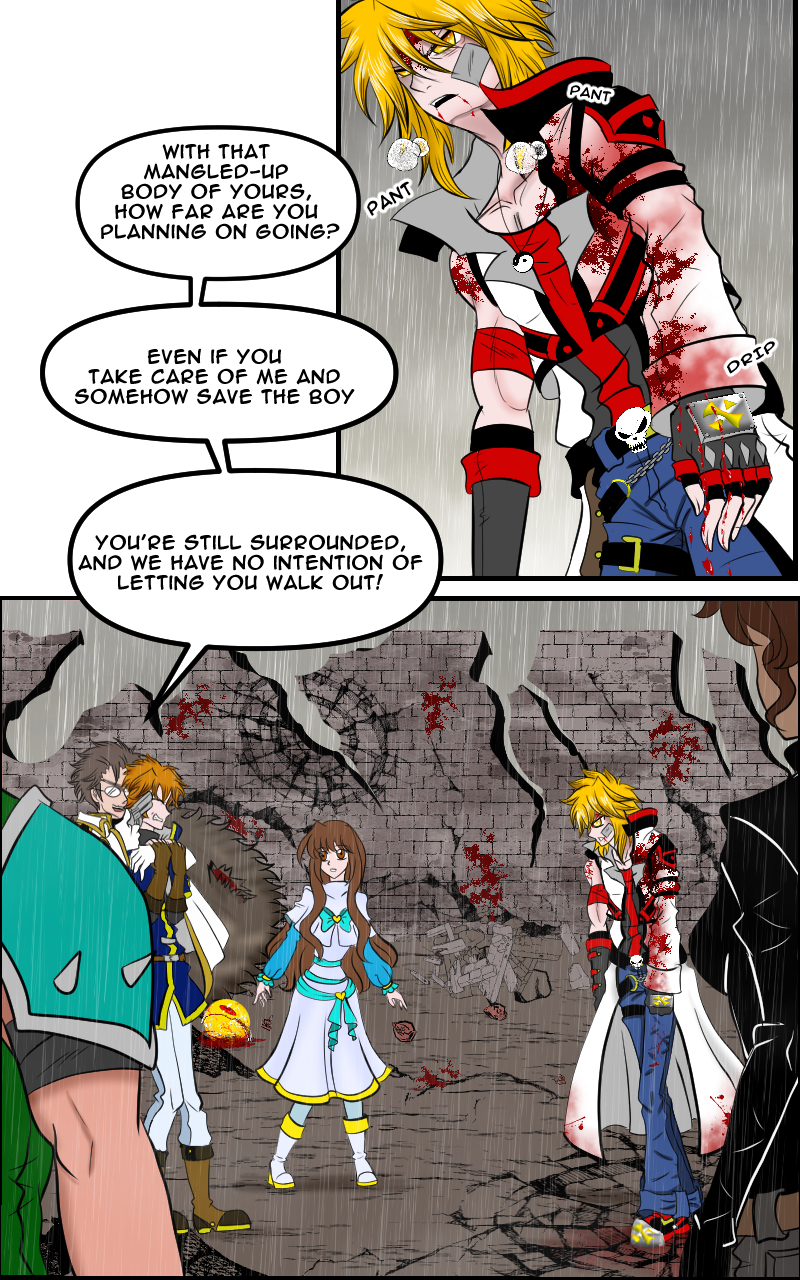 PANT
PANT
WITH THAT
MANGLED-UP
BODY OF YOURS,
HOW FAR ARE YOU
PLANNING ON GOING?
DRIP
EVEN IF YOU
TAKE CARE OF ME AND
SOMEHOW SAVE THE BOY
YOU'RE STILL SURROUNDED,
AND WE HAVE NO INTENTION OF
LETTING YOU WALK OUT!